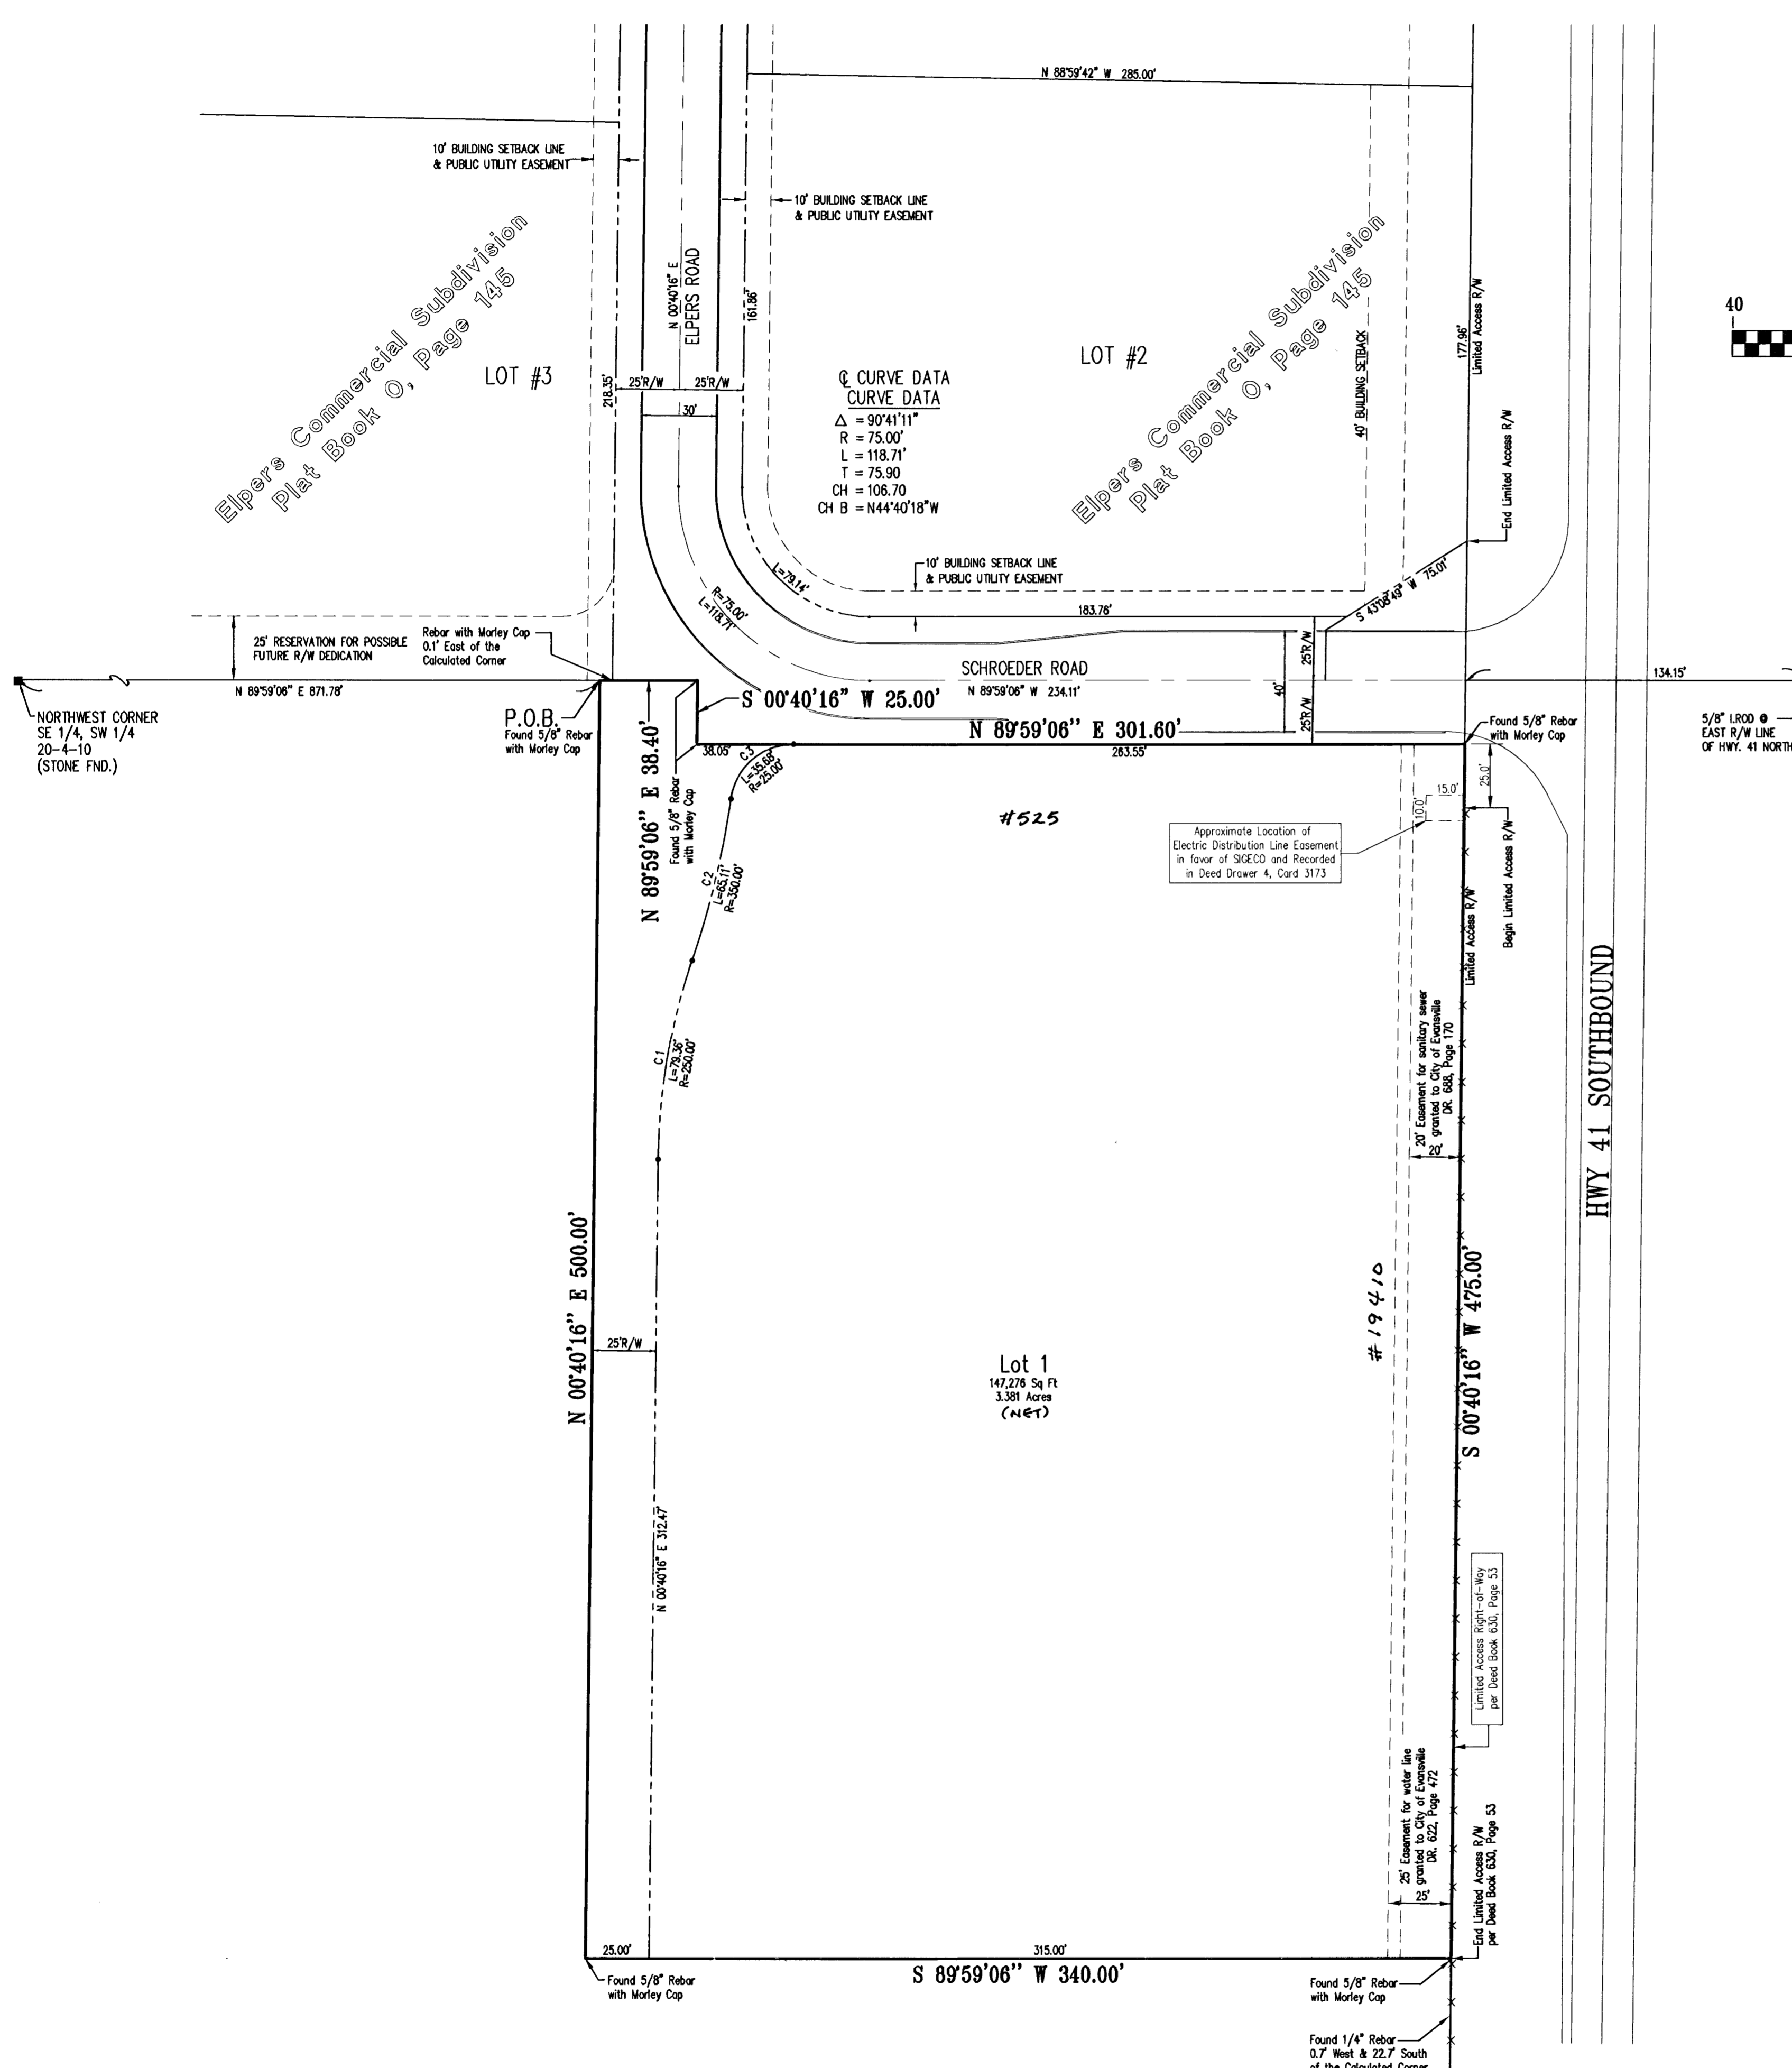 N 88°59'42" W 285.00'
10' BUILDING SETBACK LINE
& PUBLIC UTILITY EASEMENT
10' BUILDING SETBACK LINE
& PUBLIC UTILITY EASEMENT
Elpers Commercial Subdivision
Plat Book O, Page 145
LOT #3
218.35'
N 00°40'16" E
ELPERS ROAD
161.86'
25'R/W
25'R/W
30'
Elpers Commercial Subdivision
Plat Book O, Page 145
LOT #2
40' BUILDING SETBACK
177.96'
Limited Access R/W
End Limited Access R/W
40
℄ CURVE DATA
CURVE DATA
Δ = 90°41'11"
R = 75.00'
L = 118.71'
T = 75.90
CH = 106.70
CH B = N44°40'18"W
L=79.14'
10' BUILDING SETBACK LINE
& PUBLIC UTILITY EASEMENT
R=75.00'
L=118.71'
183.76'
S 43°08'49" W 75.01'
25' RESERVATION FOR POSSIBLE
FUTURE R/W DEDICATION
Rebar with Morley Cap
0.1' East of the
Calculated Corner
N 89°59'06" E 871.78'
NORTHWEST CORNER
SE 1/4, SW 1/4
20-4-10
(STONE FND.)
SCHROEDER ROAD
N 89°59'06" W 234.11'
25'R/W
40'
25'R/W
134.15'
P.O.B.
Found 5/8" Rebar
with Morley Cap
S 00°40'16" W 25.00'
N 89°59'06" E 301.60'
Found 5/8" Rebar
with Morley Cap
5/8" I.ROD @
EAST R/W LINE
OF HWY. 41 NORTH
38.05'
263.55'
N 89°59'06" E 38.40'
Found 5/8" Rebar
with Morley Cap
C3
L=35.68'
R=25.00'
#525
15.0'
10.0'
25.0'
Approximate Location of
Electric Distribution Line Easement
in favor of SIGECO and Recorded
in Deed Drawer 4, Card 3173
Begin Limited Access R/W
Limited Access R/W
C2
L=65.11'
R=350.00'
C1
L=79.36'
R=250.00'
20' Easement for sanitary sewer
granted to City of Evansville
DR. 688, Page 170
20'
HWY 41 SOUTHBOUND
N 00°40'16" E 500.00'
25'R/W
#19410
S 00°40'16" W 475.00'
Lot 1
147,276 Sq Ft
3.381 Acres
(NET)
N 00°40'16" E 312.47'
Limited Access Right-of-Way
per Deed Book 630, Page 53
25' Easement for water line
granted to City of Evansville
DR. 622, Page 472
25'
End Limited Access R/W
per Deed Book 630, Page 53
25.00'
315.00'
S 89°59'06" W 340.00'
Found 5/8" Rebar
with Morley Cap
Found 5/8" Rebar
with Morley Cap
Found 1/4" Rebar
0.7' West & 22.7' South
of the Calculated Corner